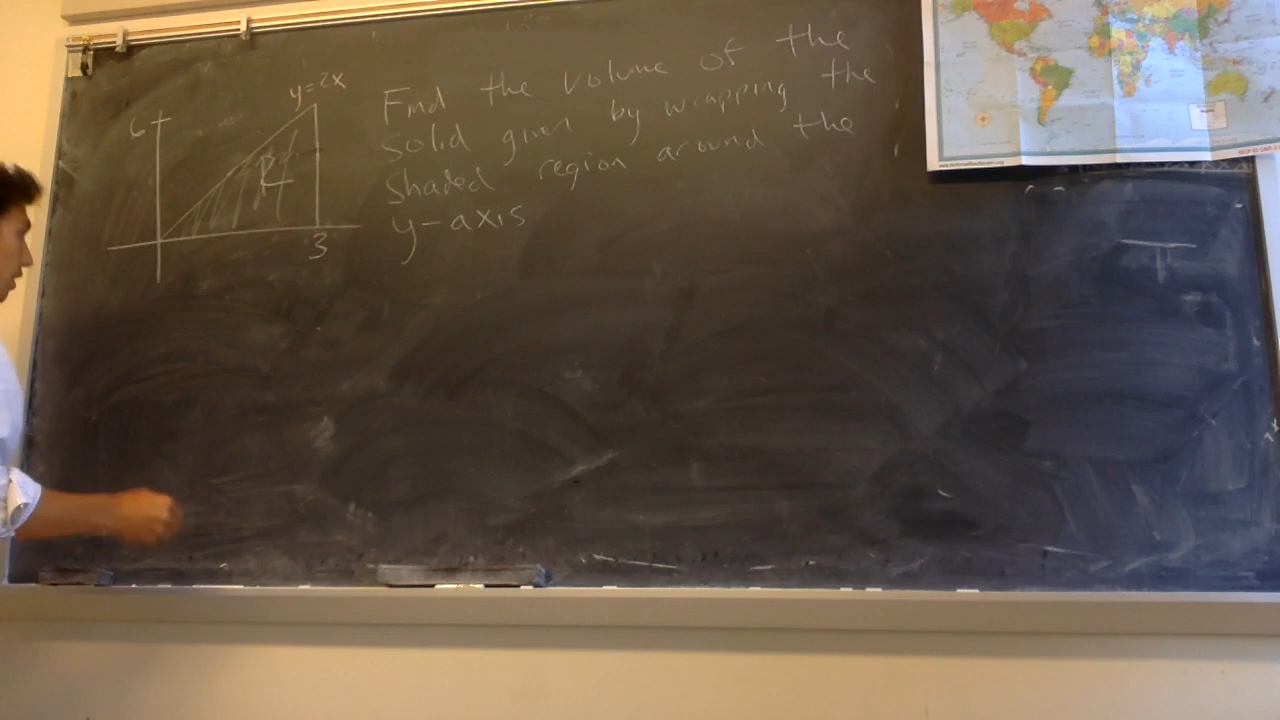 y=2x
6
R
3
Find the volume of the
solid given by wrapping the
shaded region around the
y-axis